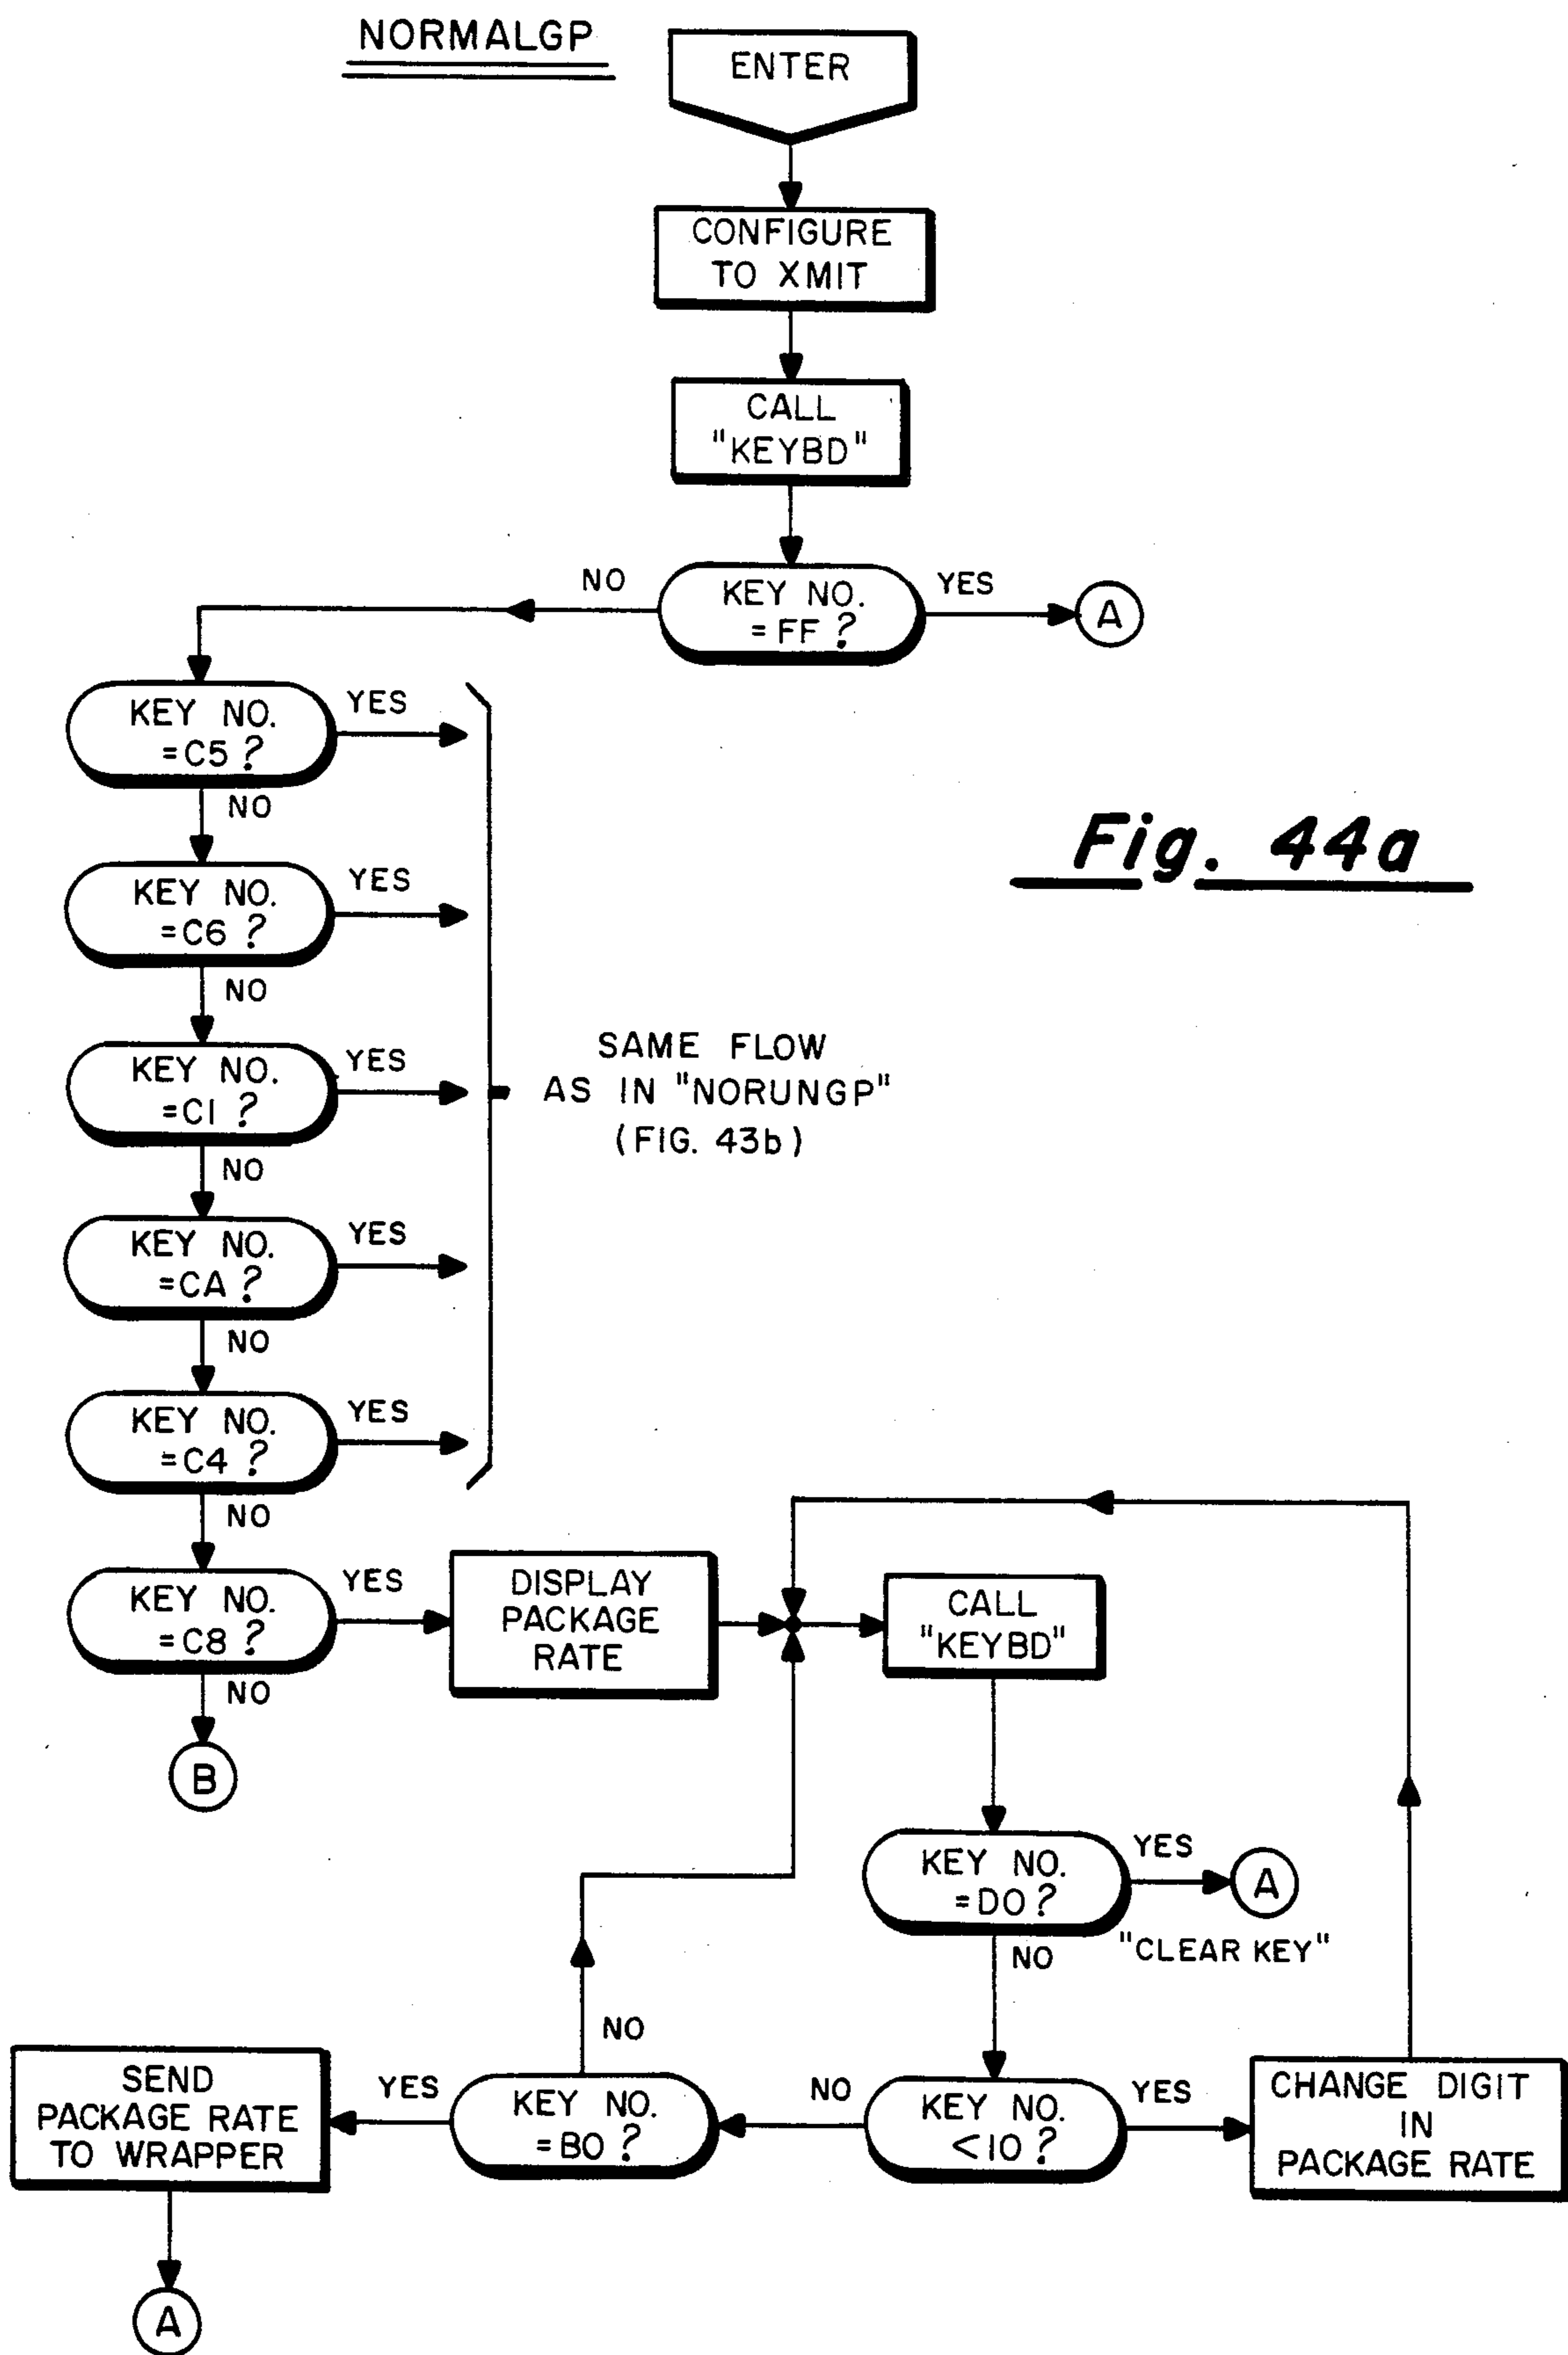 NORMALGP
ENTER
CONFIGURE
TO XMIT
CALL
"KEYBD"
KEY NO.
=FF?
NO
YES
A
KEY NO.
=C5?
YES
NO
KEY NO.
=C6?
YES
NO
KEY NO.
=C1?
YES
NO
KEY NO.
=CA?
YES
NO
KEY NO.
=C4?
YES
NO
SAME FLOW
AS IN "NORUNGP"
(FIG. 43b)
Fig. 44a
KEY NO.
=C8?
YES
NO
B
DISPLAY
PACKAGE
RATE
CALL
"KEYBD"
KEY NO.
=D0?
YES
A
"CLEAR KEY"
NO
KEY NO.
<10?
YES
CHANGE DIGIT
IN
PACKAGE RATE
NO
KEY NO.
=B0?
NO
YES
SEND
PACKAGE RATE
TO WRAPPER
A